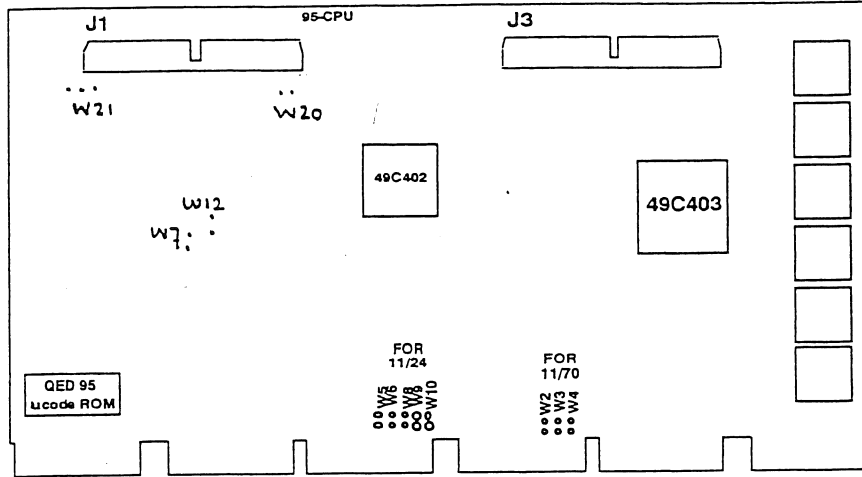 95-CPU
J1
J3
W21
W20
49C402
49C403
W12
W7
FOR
11/24
FOR
11/70
QED 95
ucode ROM
W5
W6
W8
W9
W10
W2
W3
W4